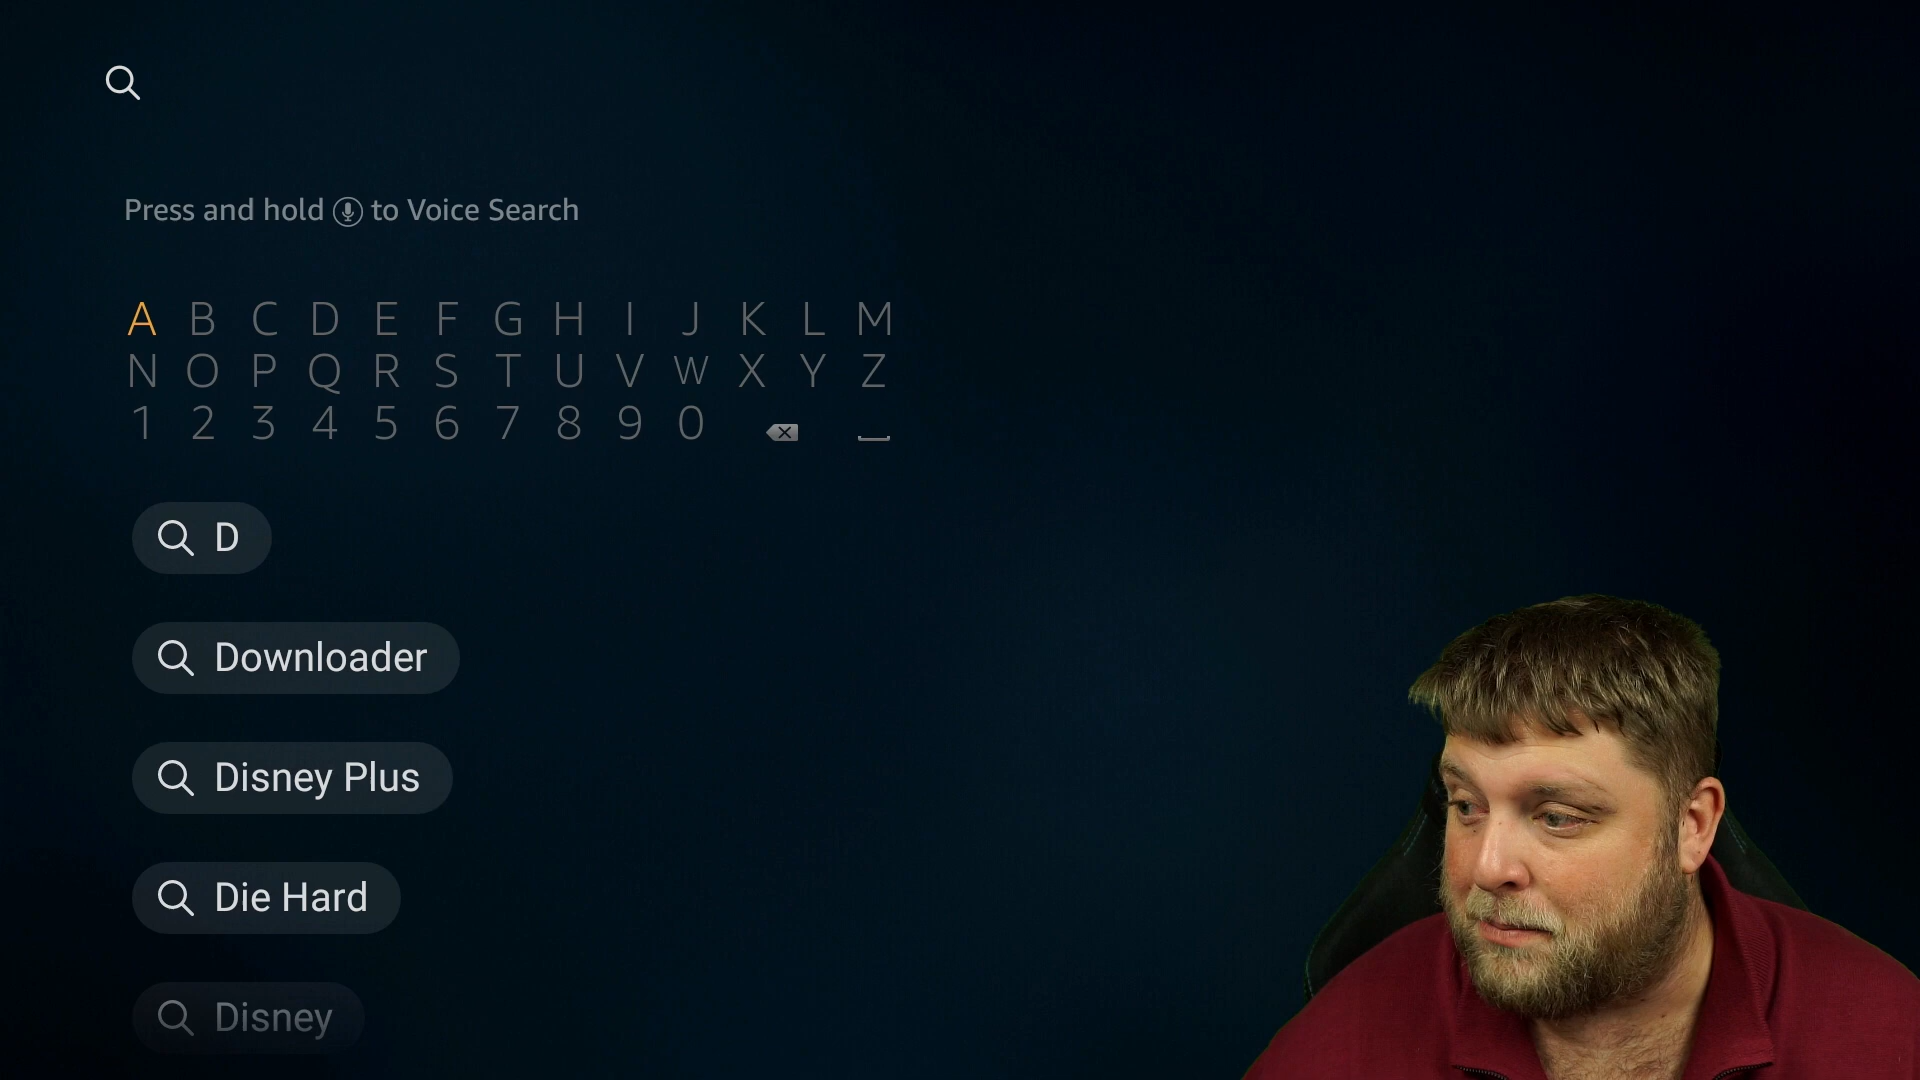 Press and hold to Voice Search
A B C D E F G H I J K L M
N O P Q R S T U V W X Y Z
1 2 3 4 5 6 7 8 9 0
D
Downloader
Disney Plus
Die Hard
Disney